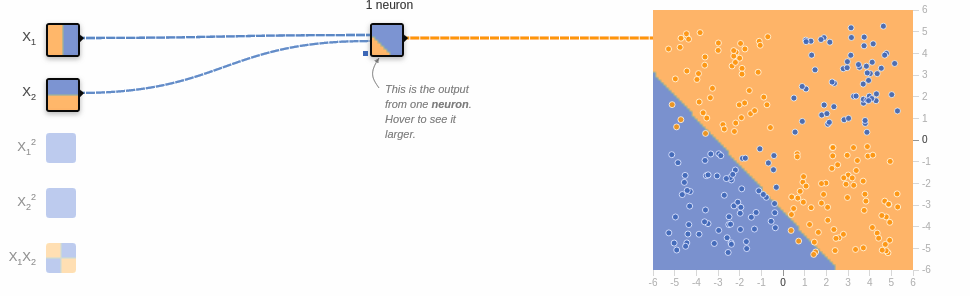 1 neuron
X1
X2
X1²
X2²
X1X2
This is the output
from one neuron.
Hover to see it
larger.
6
5
4
3
2
1
0
-1
-2
-3
-4
-5
-6
-6 -5 -4 -3 -2 -1 0 1 2 3 4 5 6